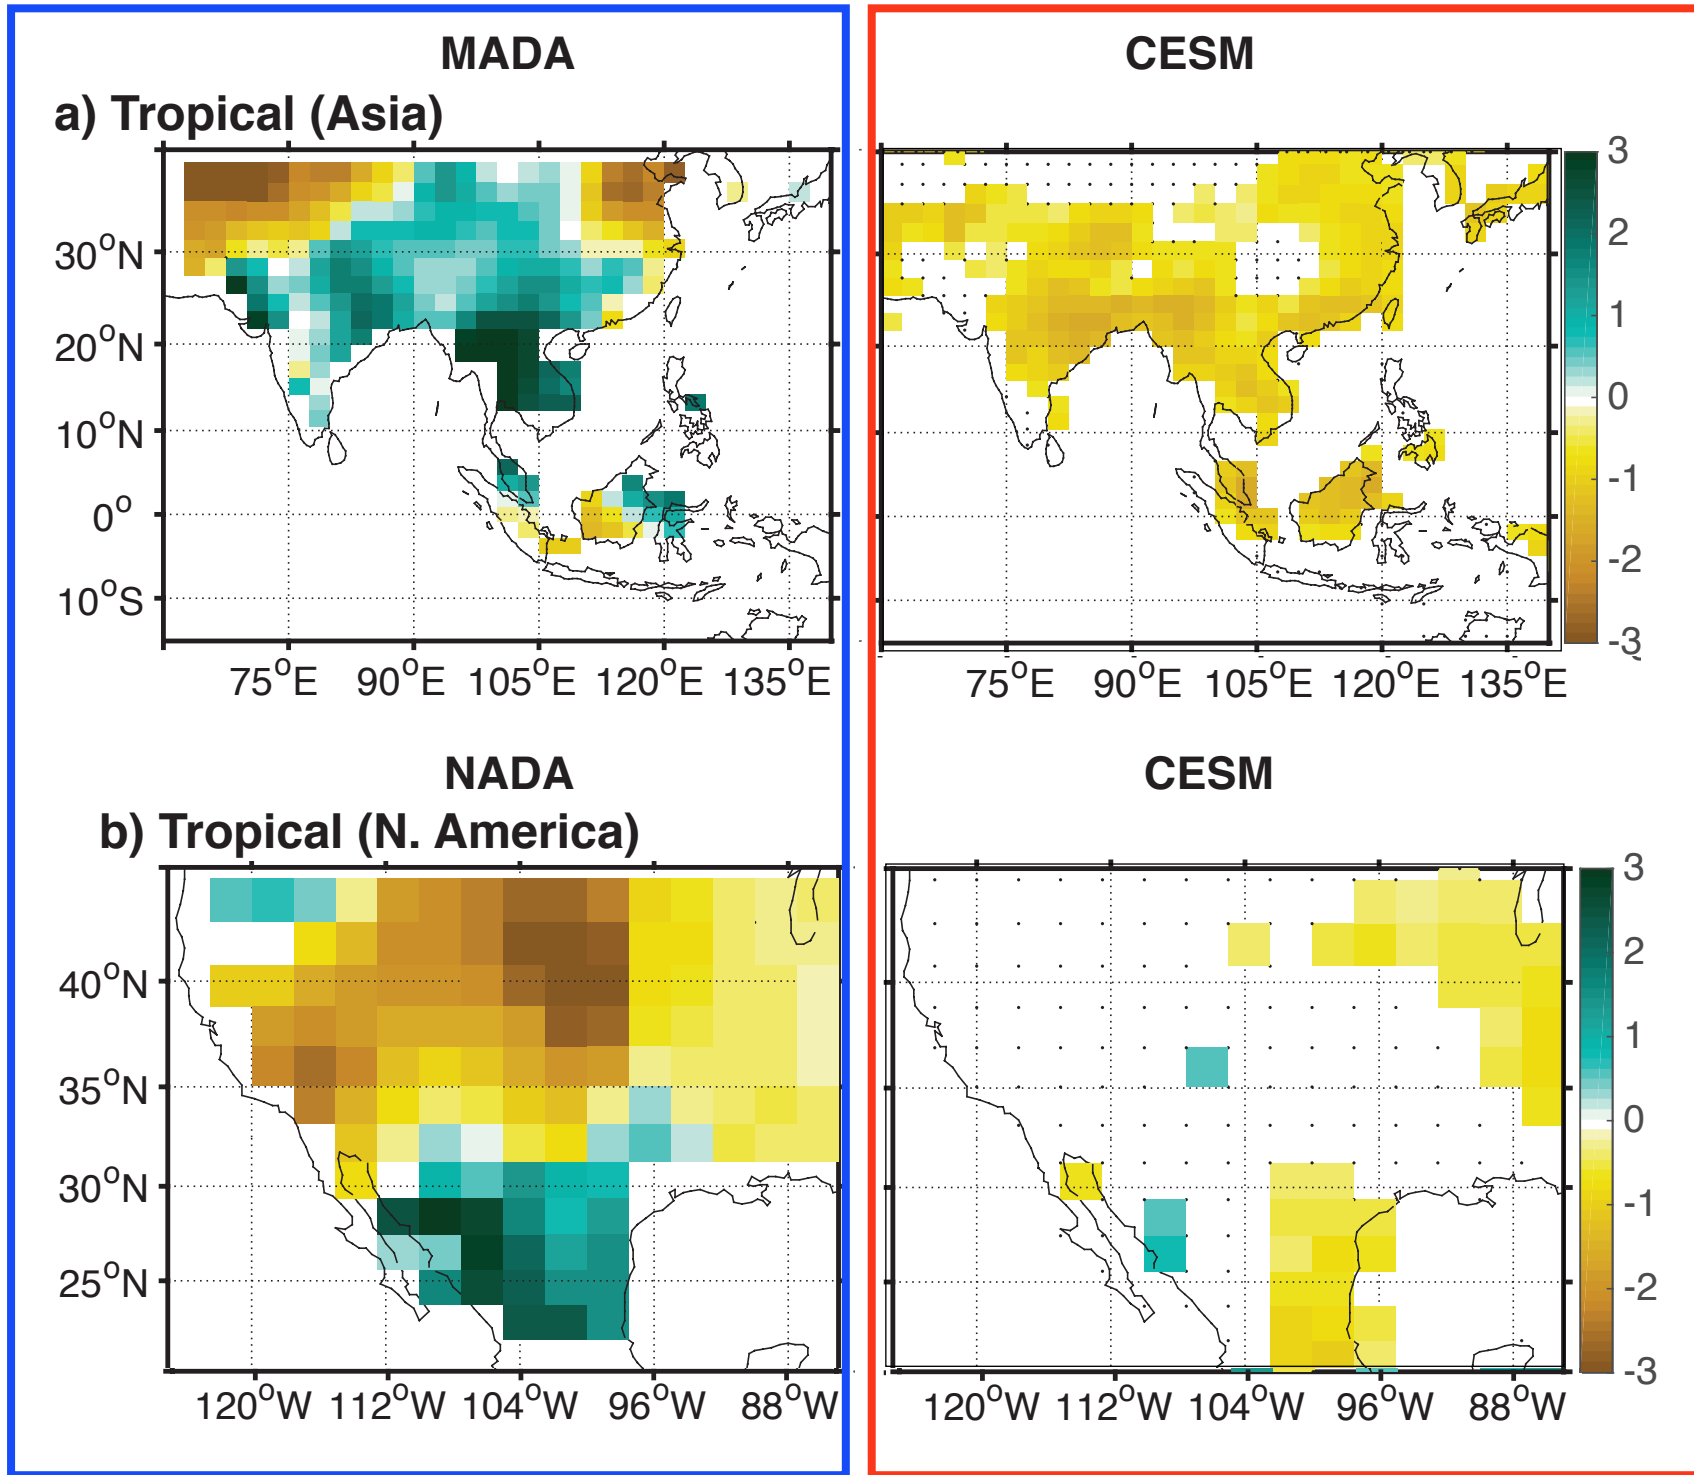 MADA
CESM
a) Tropical (Asia)
30°N
20°N
10°N
0°
10°S
75°E 90°E 105°E 120°E 135°E
75°E 90°E 105°E 120°E 135°E
3
2
1
0
-1
-2
-3
NADA
CESM
b) Tropical (N. America)
40°N
35°N
30°N
25°N
120°W 112°W 104°W 96°W 88°W
120°W 112°W 104°W 96°W 88°W
3
2
1
0
-1
-2
-3